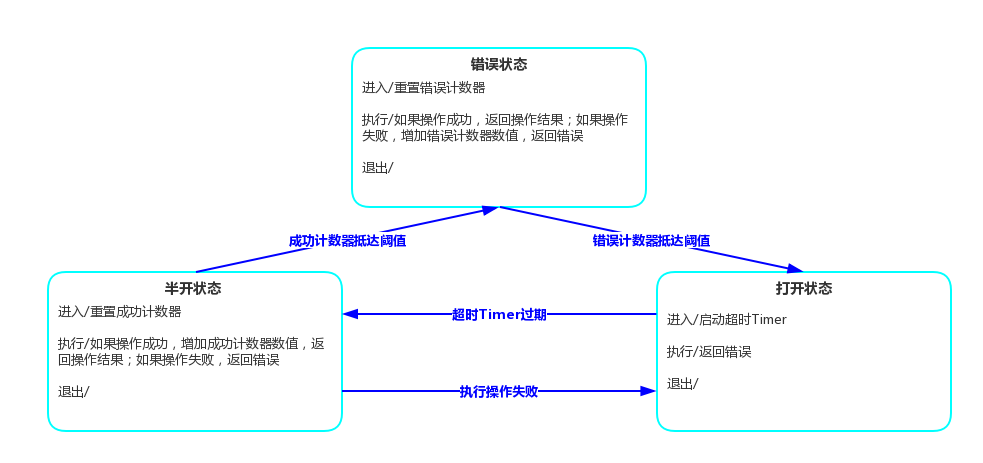 错误状态
进入/重置错误计数器
执行/如果操作成功，返回操作结果；如果操作
失败，增加错误计数器数值，返回错误
退出/
成功计数器抵达阈值
错误计数器抵达阈值
半开状态
进入/重置成功计数器
执行/如果操作成功，增加成功计数器数值，返
回操作结果；如果操作失败，返回错误
退出/
超时Timer过期
执行操作失败
打开状态
进入/启动超时Timer
执行/返回错误
退出/